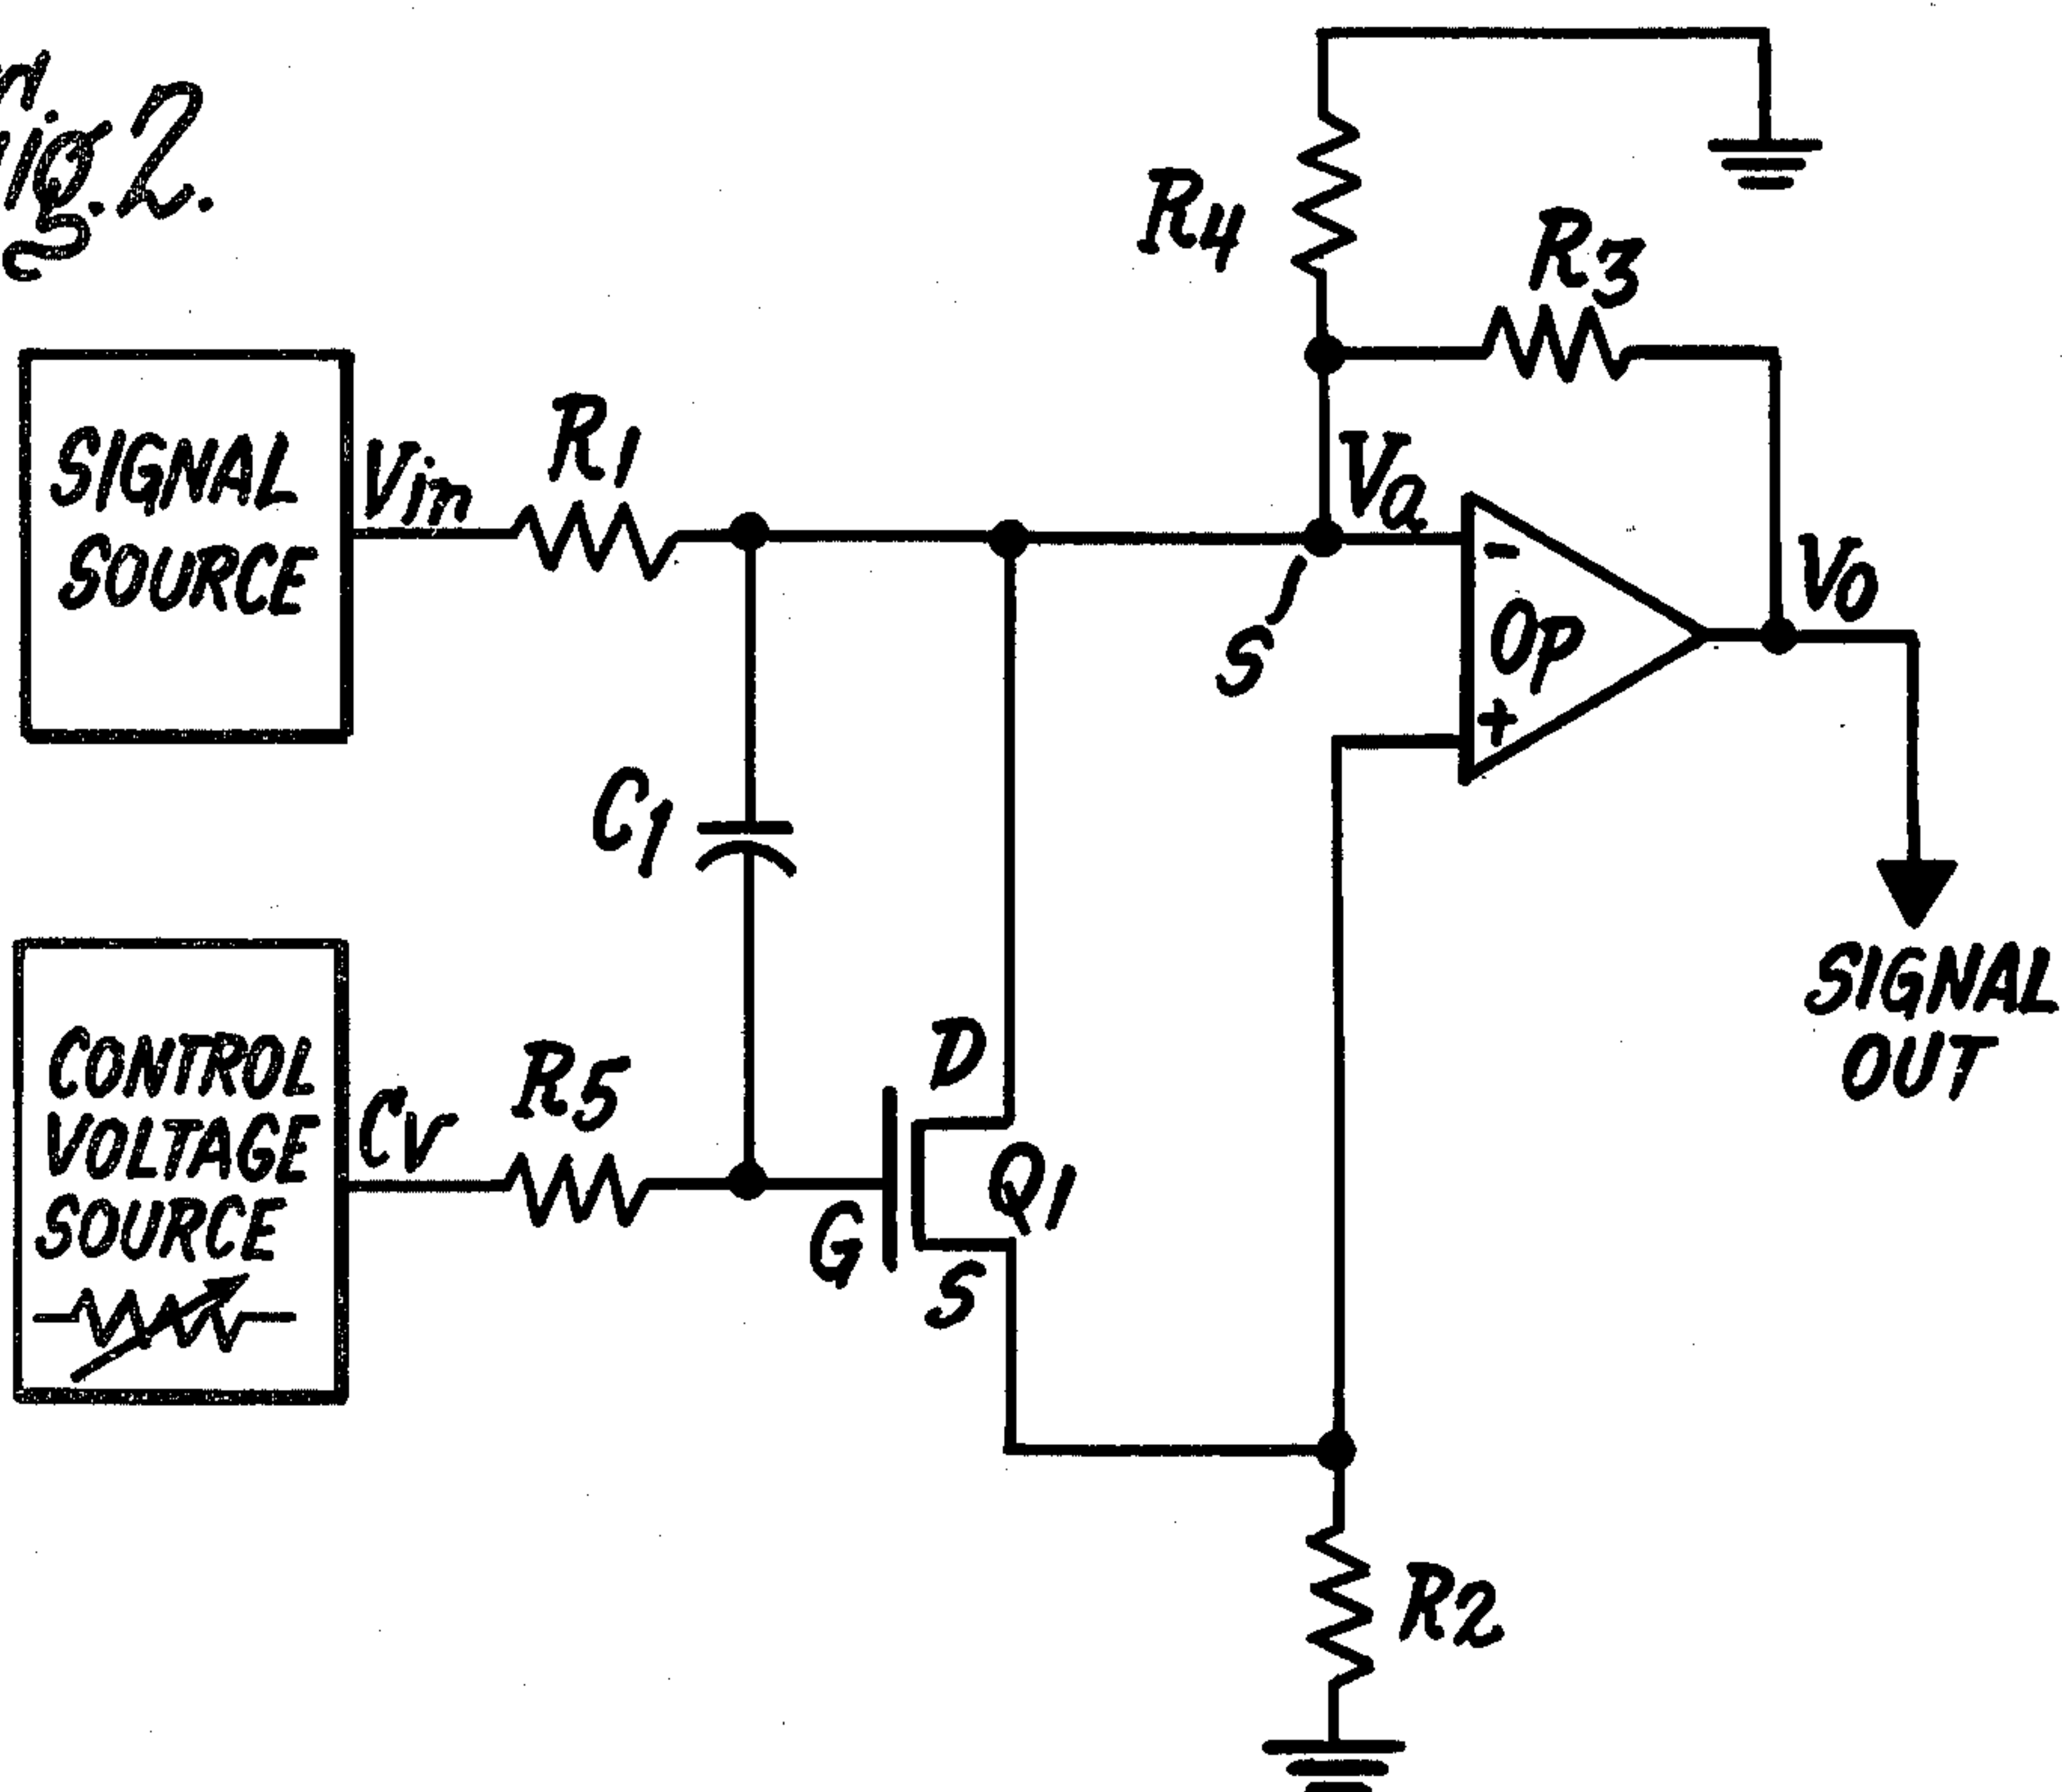 Fig. 2.
R4
R3
SIGNAL
SOURCE
Vin
R1
Va
-
OP
+
S
Vo
C1
SIGNAL
OUT
CONTROL
VOLTAGE
SOURCE
Cv
R5
D
G
Q1
S
R2